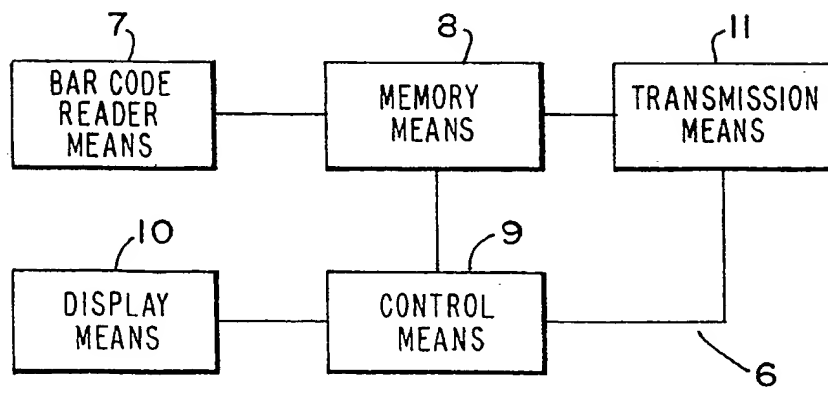 7
8
11
BAR CODE
READER
MEANS
MEMORY
MEANS
TRANSMISSION
MEANS
10
9
DISPLAY
MEANS
CONTROL
MEANS
6